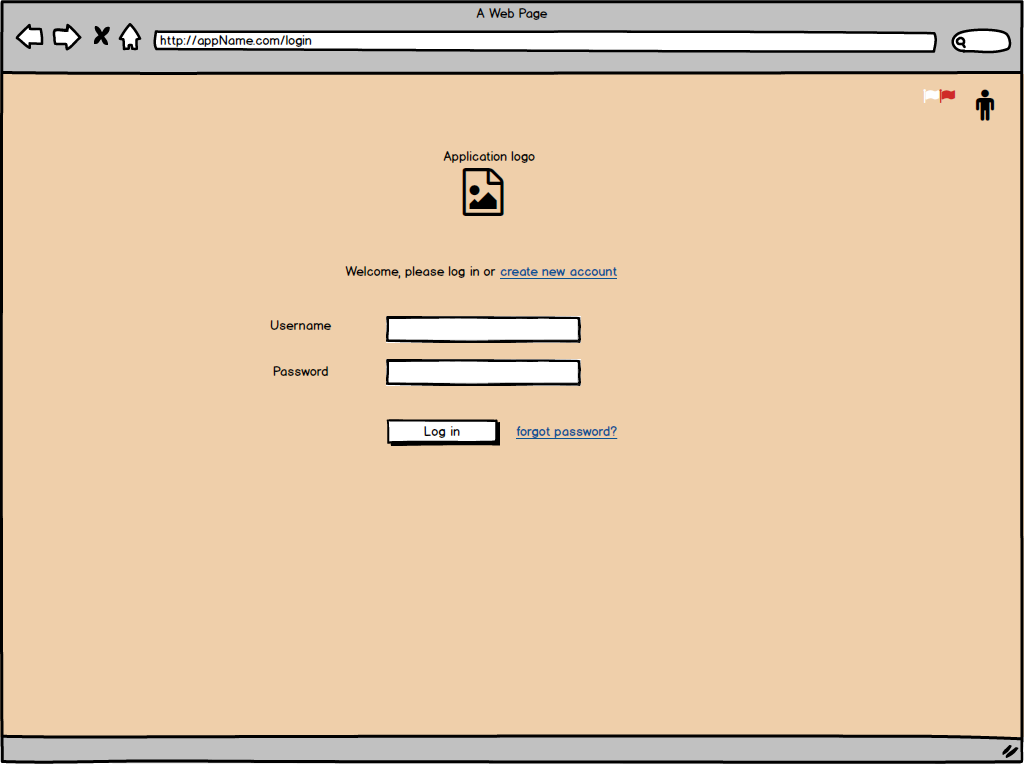 A Web Page
http://appName.com/login
Application logo
Welcome, please log in or create new account
Username
Password
Log in forgot password?